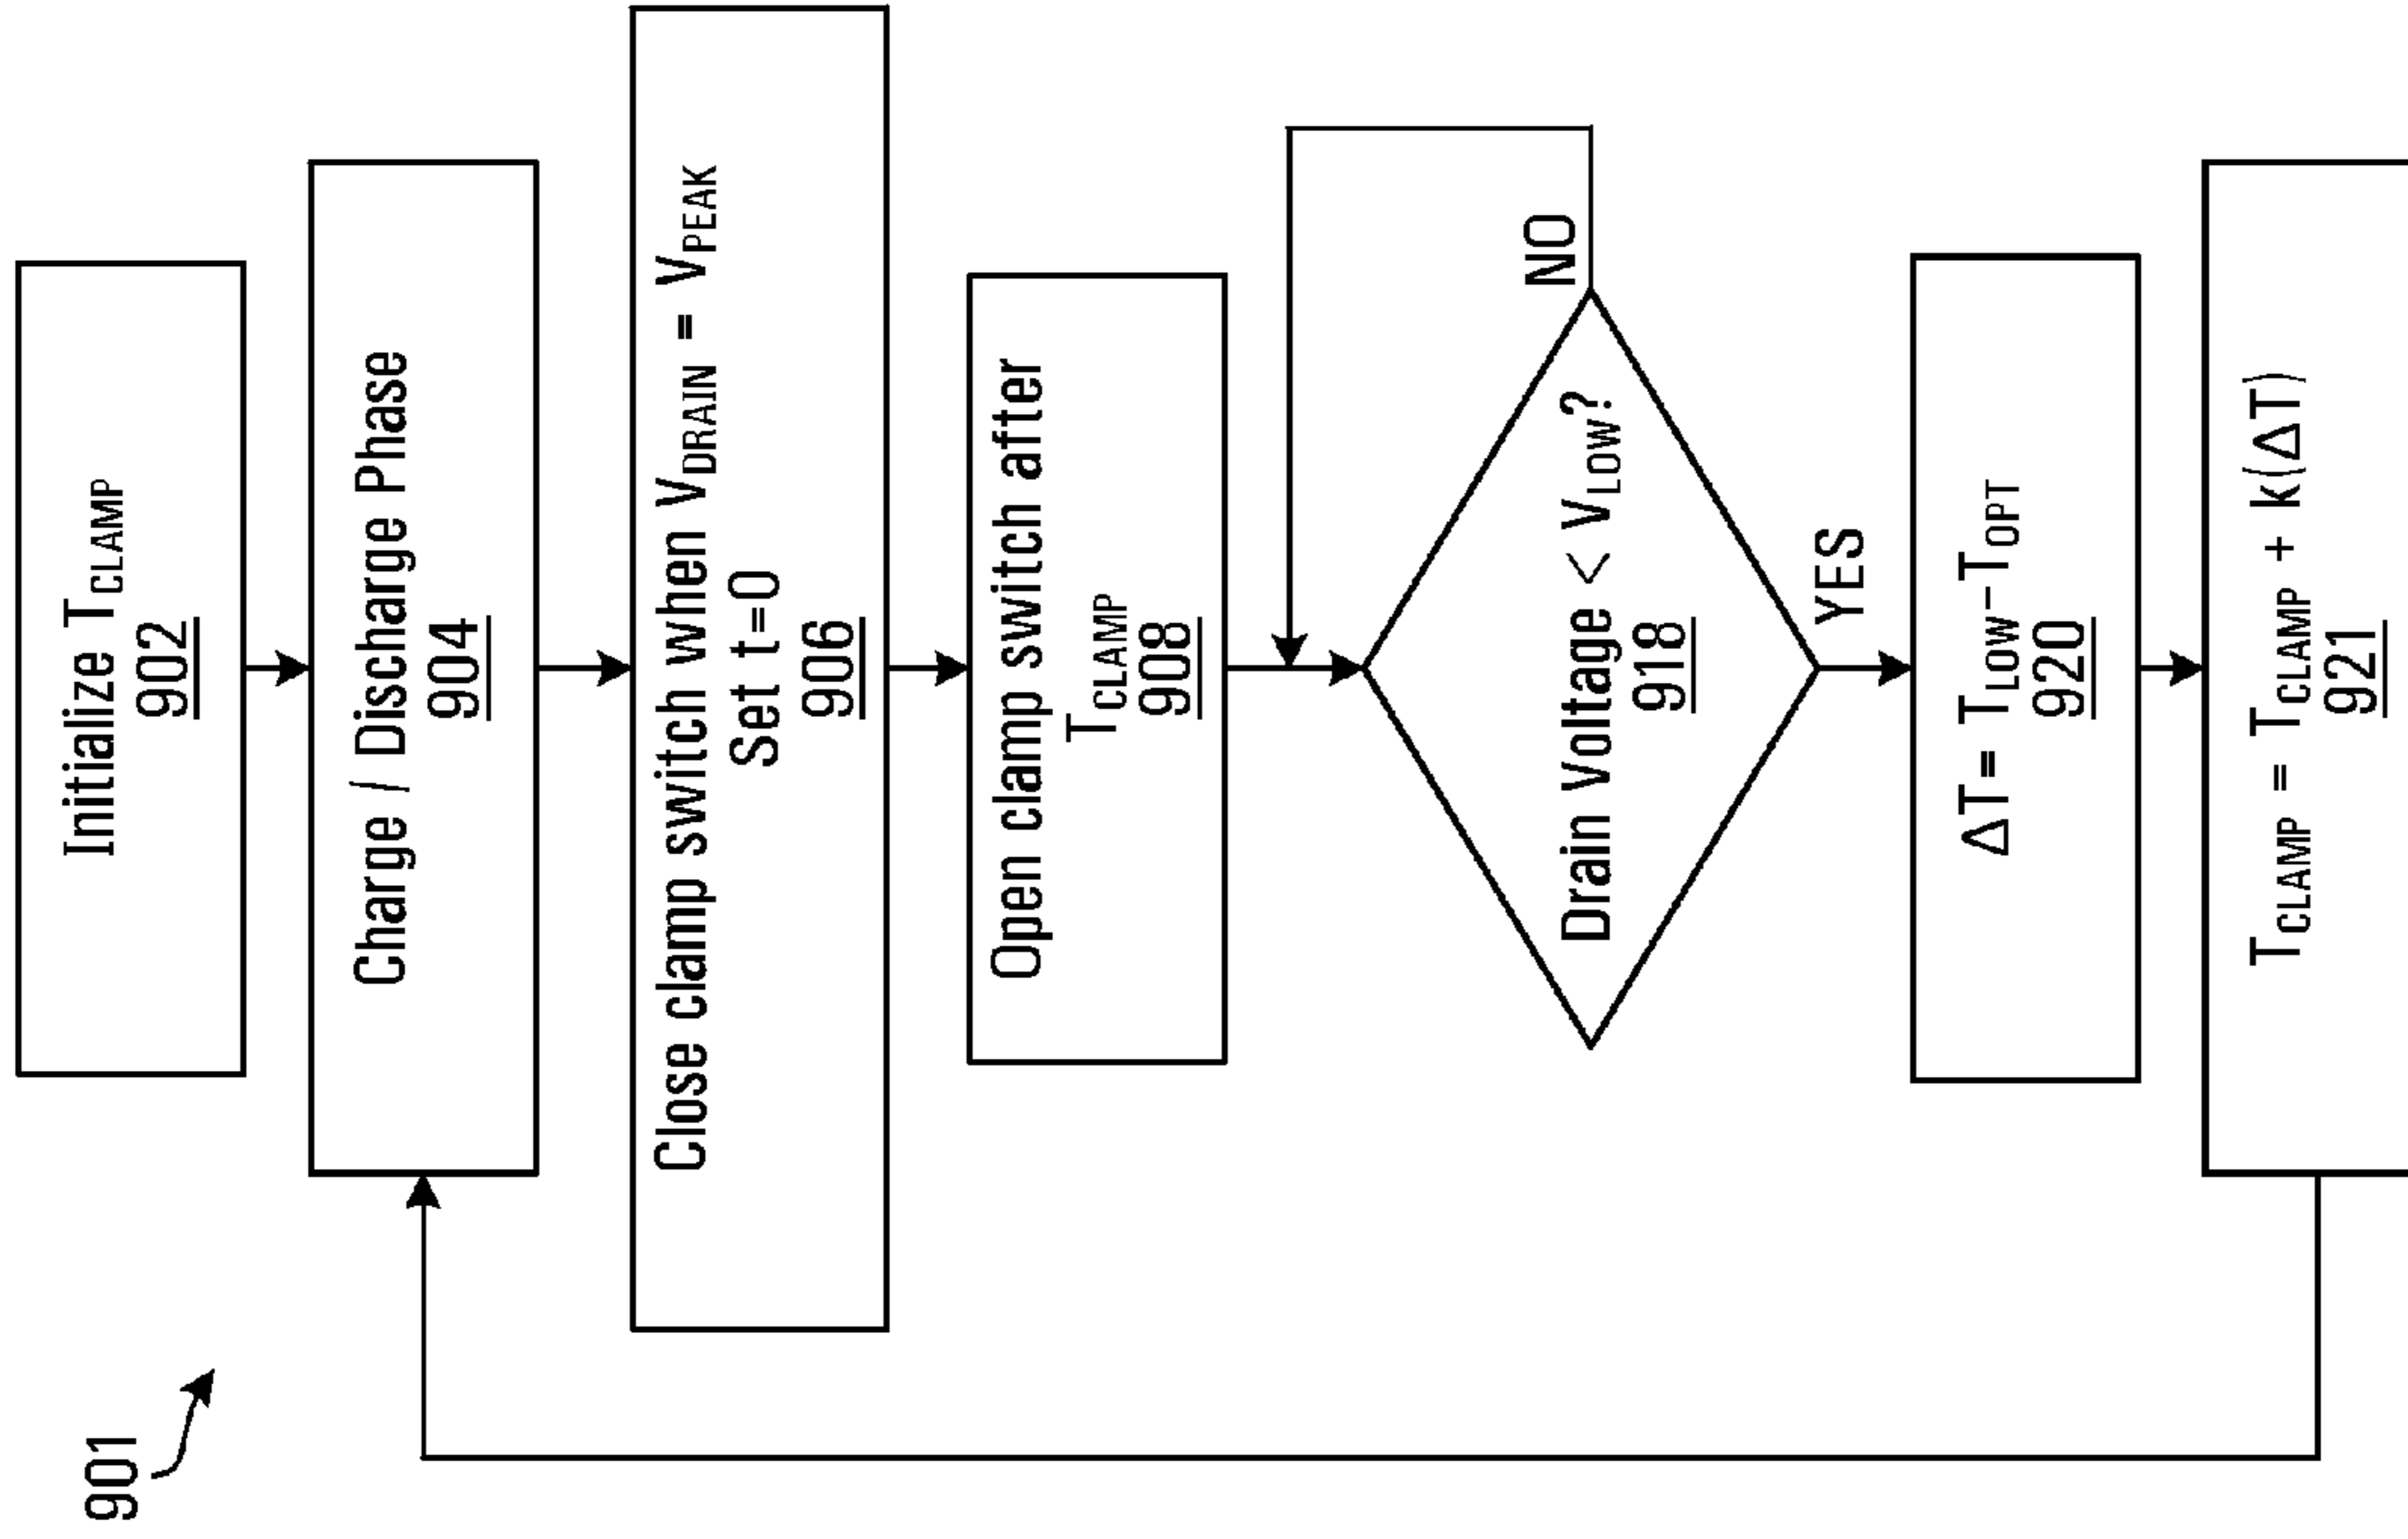 901
Initialize TCLAMP
902
Charge / Discharge Phase
904
Close clamp switch when VDRAIN = VPEAK
Set t=0
906
Open clamp switch after
TCLAMP
908
Drain Voltage < VLOW?
918
NO
YES
ΔT = TLOW-TOPT
920
TCLAMP = TCLAMP + k(ΔT)
921